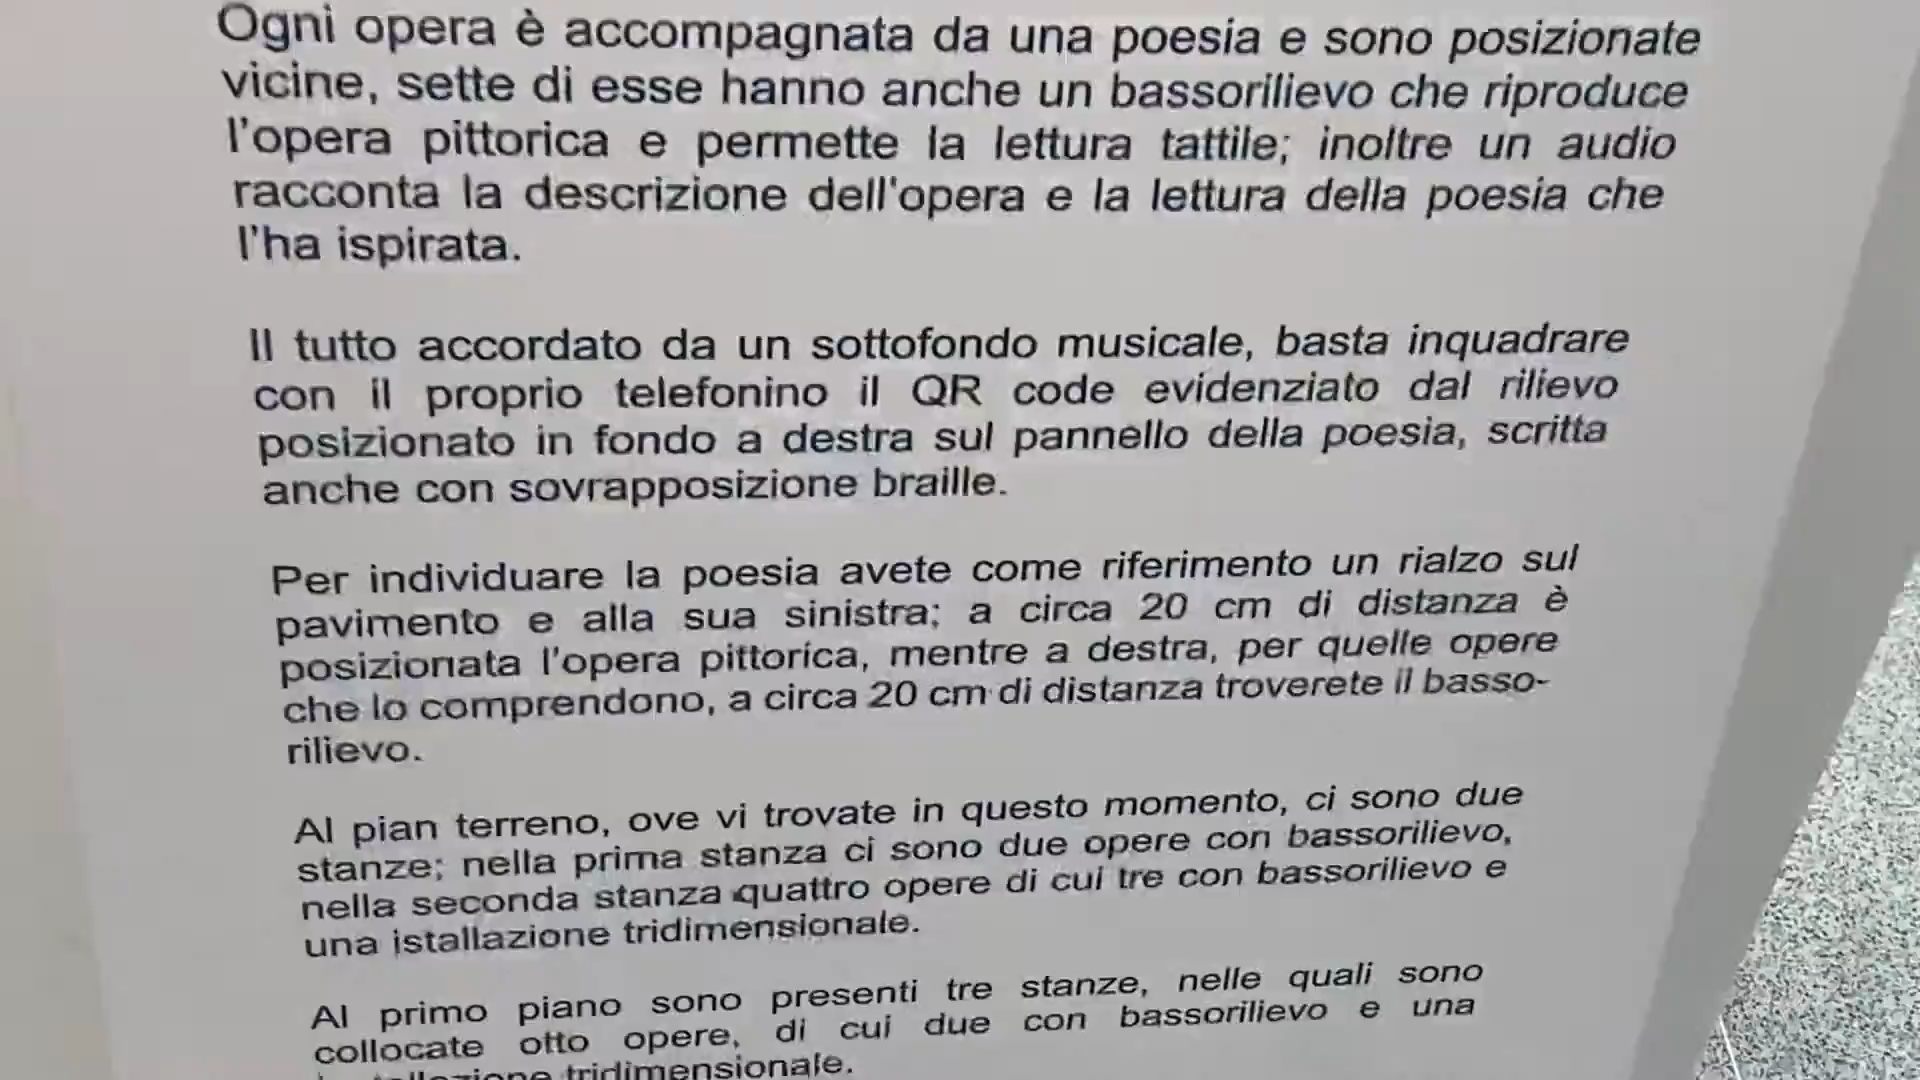 Ogni opera è accompagnata da una poesia e sono posizionate
vicine, sette di esse hanno anche un bassorilievo che riproduce
l'opera pittorica e permette la lettura tattile; inoltre un audio
racconta la descrizione dell'opera e la lettura della poesia che
l'ha ispirata.
Il tutto accordato da un sottofondo musicale, basta inquadrare
con il proprio telefonino il QR code evidenziato dal rilievo
posizionato in fondo a destra sul pannello della poesia, scritta
anche con sovrapposizione braille.
Per individuare la poesia avete come riferimento un rialzo sul
pavimento e alla sua sinistra; a circa 20 cm di distanza è
posizionata l'opera pittorica, mentre a destra, per quelle opere
che lo comprendono, a circa 20 cm di distanza troverete il basso-
rilievo.
Al pian terreno, ove vi trovate in questo momento, ci sono due
stanze; nella prima stanza ci sono due opere con bassorilievo,
nella seconda stanza quattro opere di cui tre con bassorilievo e
una istallazione tridimensionale.
Al primo piano sono presenti tre stanze, nelle quali sono
collocate otto opere, di cui due con bassorilievo e una
tridimensionale.